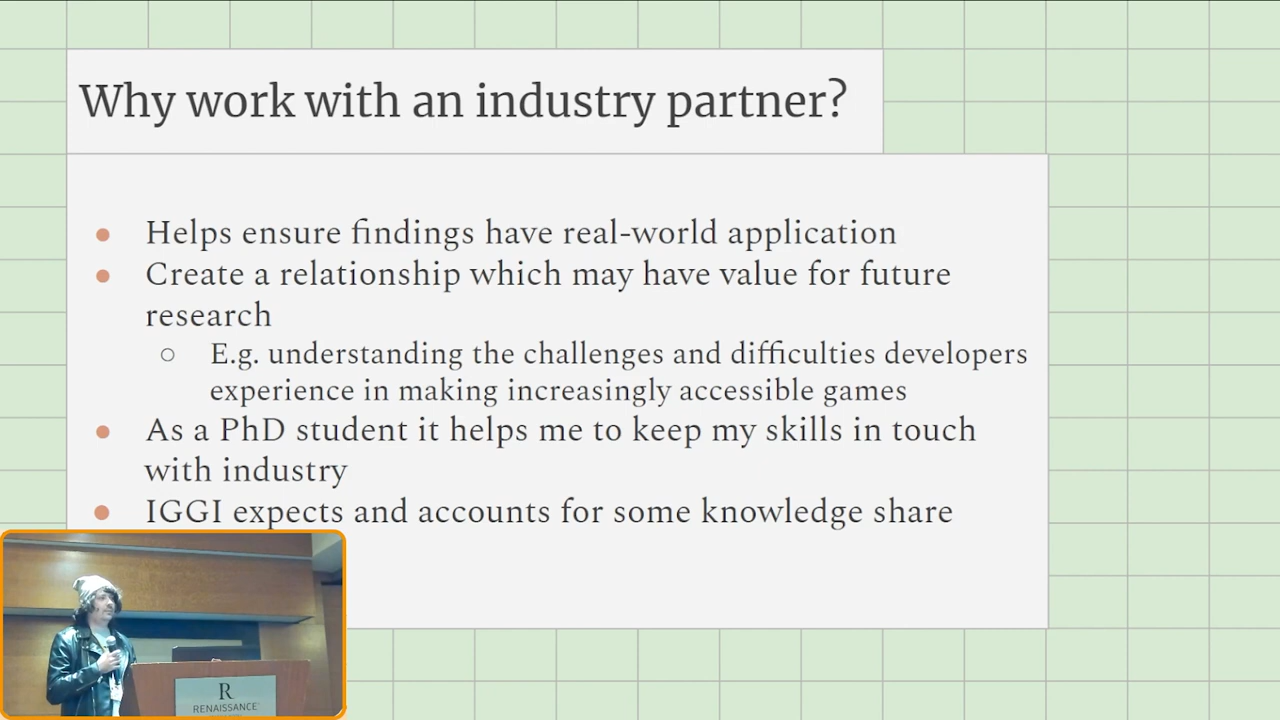 Why work with an industry partner?
● Helps ensure findings have real-world application
● Create a relationship which may have value for future
research
○ E.g. understanding the challenges and difficulties developers
experience in making increasingly accessible games
● As a PhD student it helps me to keep my skills in touch
with industry
● IGGI expects and accounts for some knowledge share
R
RENAISSANCE